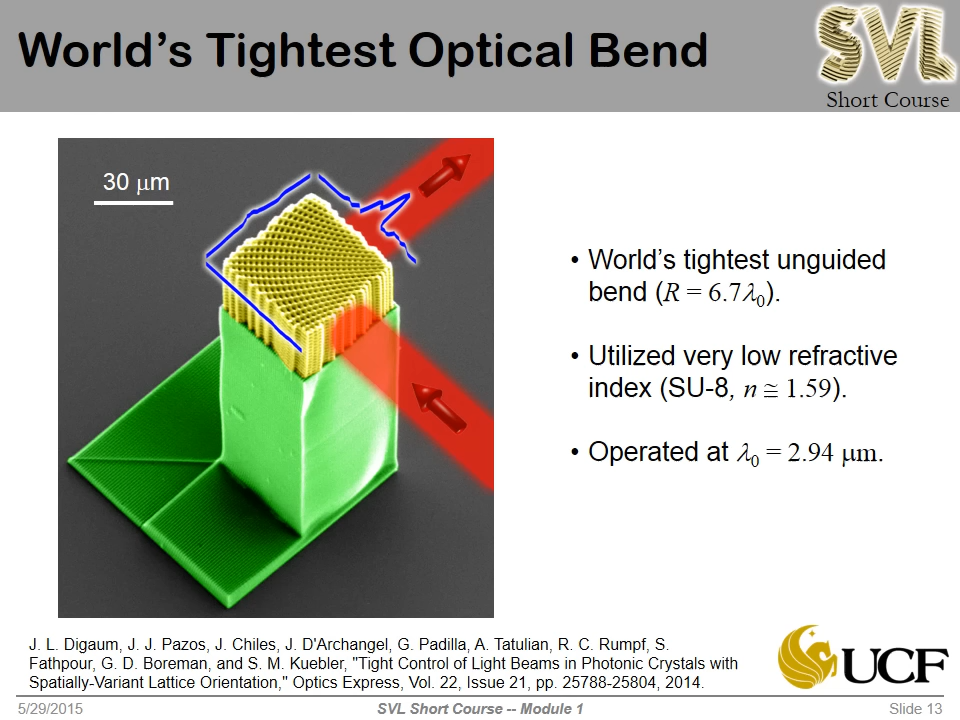 World's Tightest Optical Bend
SVL
Short Course
30 μm
• World's tightest unguided
bend (R = 6.7λ0).
• Utilized very low refractive
index (SU-8, n ≅ 1.59).
• Operated at λ0 = 2.94 μm.
J. L. Digaum, J. J. Pazos, J. Chiles, J. D'Archangel, G. Padilla, A. Tatulian, R. C. Rumpf, S.
Fathpour, G. D. Boreman, and S. M. Kuebler, "Tight Control of Light Beams in Photonic Crystals with
Spatially-Variant Lattice Orientation," Optics Express, Vol. 22, Issue 21, pp. 25788-25804, 2014.
UCF
5/29/2015
SVL Short Course -- Module 1
Slide 13